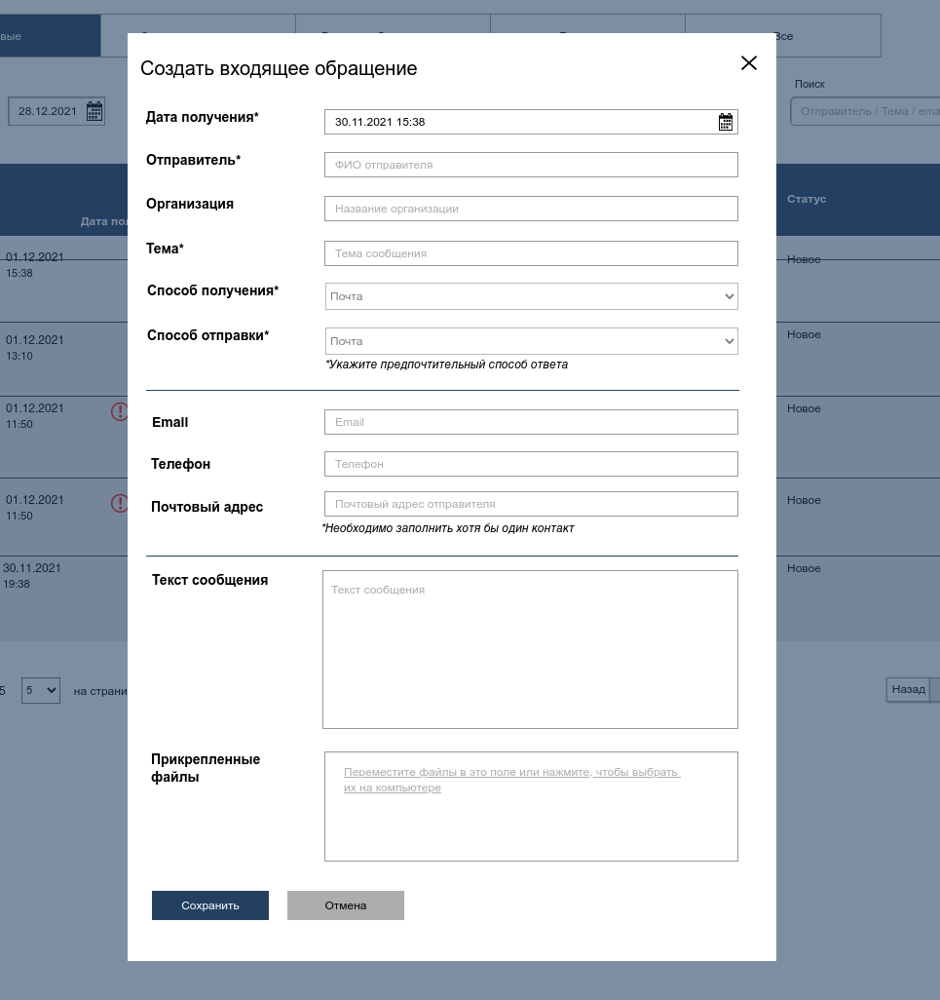 вые
Все
Поиск
28.12.2021
Отправитель / Тема / ema
Статус
Дата пол
01.12.2021
15:38
Новое
01.12.2021
13:10
Новое
01.12.2021
11:50
Новое
01.12.2021
11:50
Новое
30.11.2021
19:38
Новое
5
5
на страни
Назад
Создать входящее обращение
Дата получения*
30.11.2021 15:38
Отправитель*
ФИО отправителя
Организация
Название организации
Тема*
Тема сообщения
Способ получения*
Почта
Способ отправки*
Почта
*Укажите предпочтительный способ ответа
Email
Email
Телефон
Телефон
Почтовый адрес
Почтовый адрес отправителя
*Необходимо заполнить хотя бы один контакт
Текст сообщения
Текст сообщения
Прикрепленные
файлы
Переместите файлы в это поле или нажмите, чтобы выбрать
их на компьютере
Сохранить
Отмена